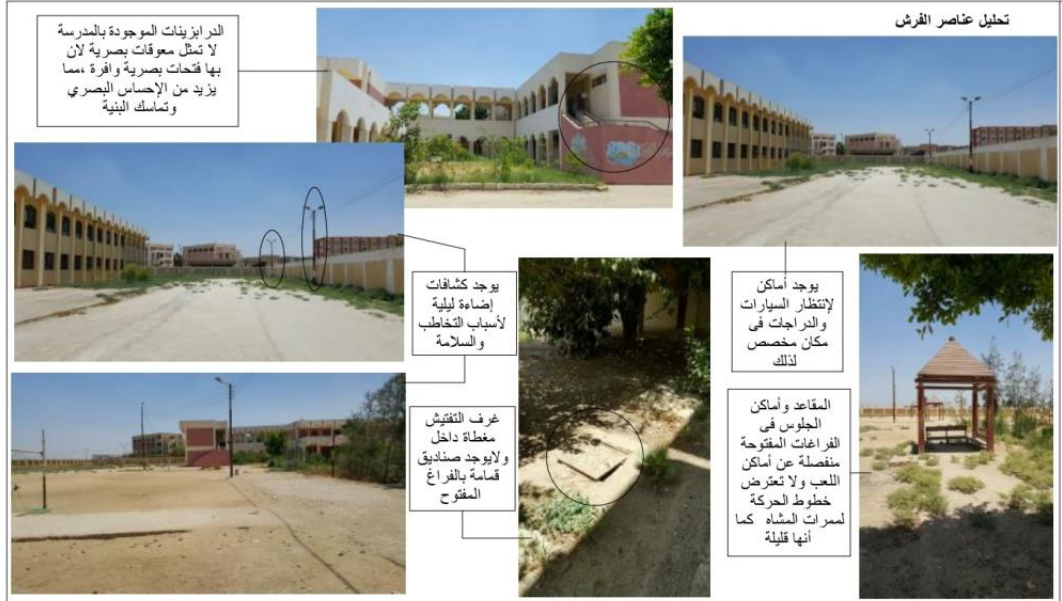 تحليل عناصر الفرش
الدرابزينات الموجودة بالمدرسة
لا تمثل معوقات بصرية لان
بها فتحات بصرية وافرة ،مما
يزيد من الإحساس البصري
وتماسك البنية
يوجد أماكن
لإنتظار السيارات
والدراجات فى
مكان مخصص
لذلك
يوجد كشافات
إضاءة ليلية
لأسباب التخاطب
والسلامة
المقاعد وأماكن
الجلوس فى
الفراغات المفتوحة
منفصلة عن أماكن
اللعب ولا تعترض
خطوط الحركة
لممرات المشاه كما
أنها قليلة
غرف التفتيش
مغطاة داخل
ولايوجد صناديق
قمامة بالفراغ
المفتوح